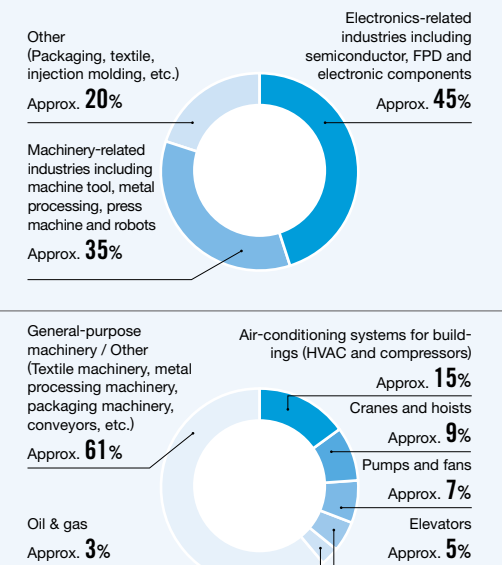 Other
(Packaging, textile,
injection molding, etc.)
Approx. 20%
Electronics-related
industries including
semiconductor, FPD and
electronic components
Approx. 45%
Machinery-related
industries including
machine tool, metal
processing, press
machine and robots
Approx. 35%
General-purpose
machinery / Other
(Textile machinery, metal
processing machinery,
packaging machinery,
conveyors, etc.)
Approx. 61%
Air-conditioning systems for build-
ings (HVAC and compressors)
Approx. 15%
Cranes and hoists
Approx. 9%
Pumps and fans
Approx. 7%
Oil & gas
Approx. 3%
Elevators
Approx. 5%